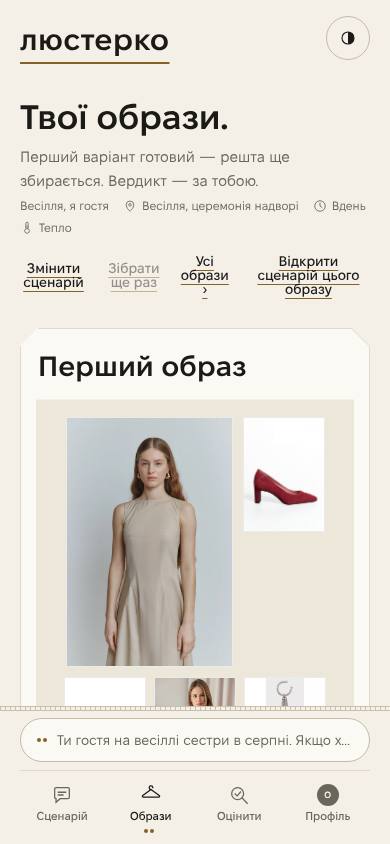 люстерко
Твої образи.
Перший варіант готовий — решта ще
збирається. Вердикт — за тобою.
Весілля, я гостя Весілля, церемонія надворі Вдень
Тепло
Змінити
сценарій
Зібрати
ще раз
Усі
образи
›
Відкрити
сценарій цього
образу
Перший образ
Ти гостя на весіллі сестри в серпні. Якщо х...
Сценарій Образи Оцінити О Профіль